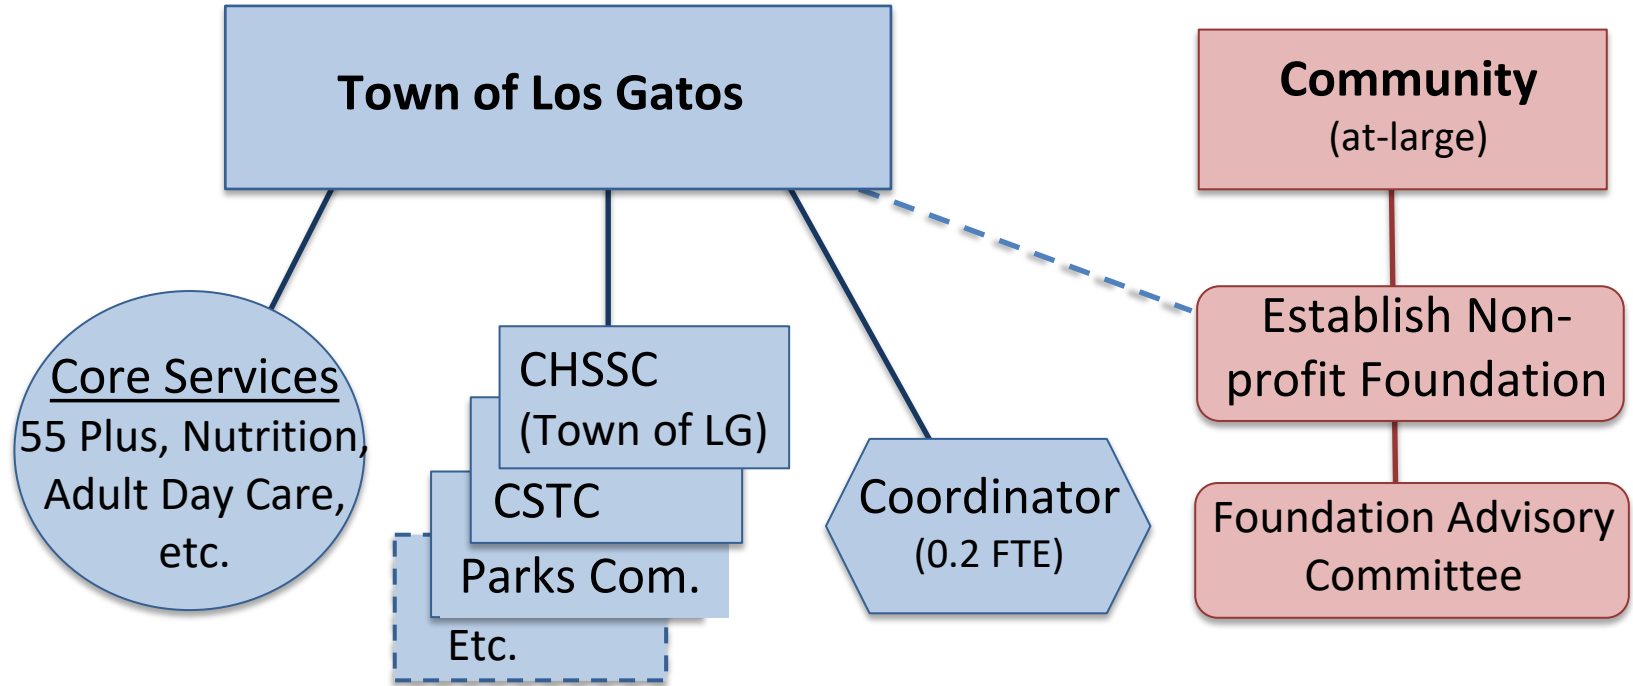 Town of Los Gatos
Community
(at-large)
Core Services
55 Plus, Nutrition,
Adult Day Care,
etc.
CHSSC
(Town of LG)
CSTC
Parks Com.
Etc.
Coordinator
(0.2 FTE)
Establish Non-
profit Foundation
Foundation Advisory
Committee